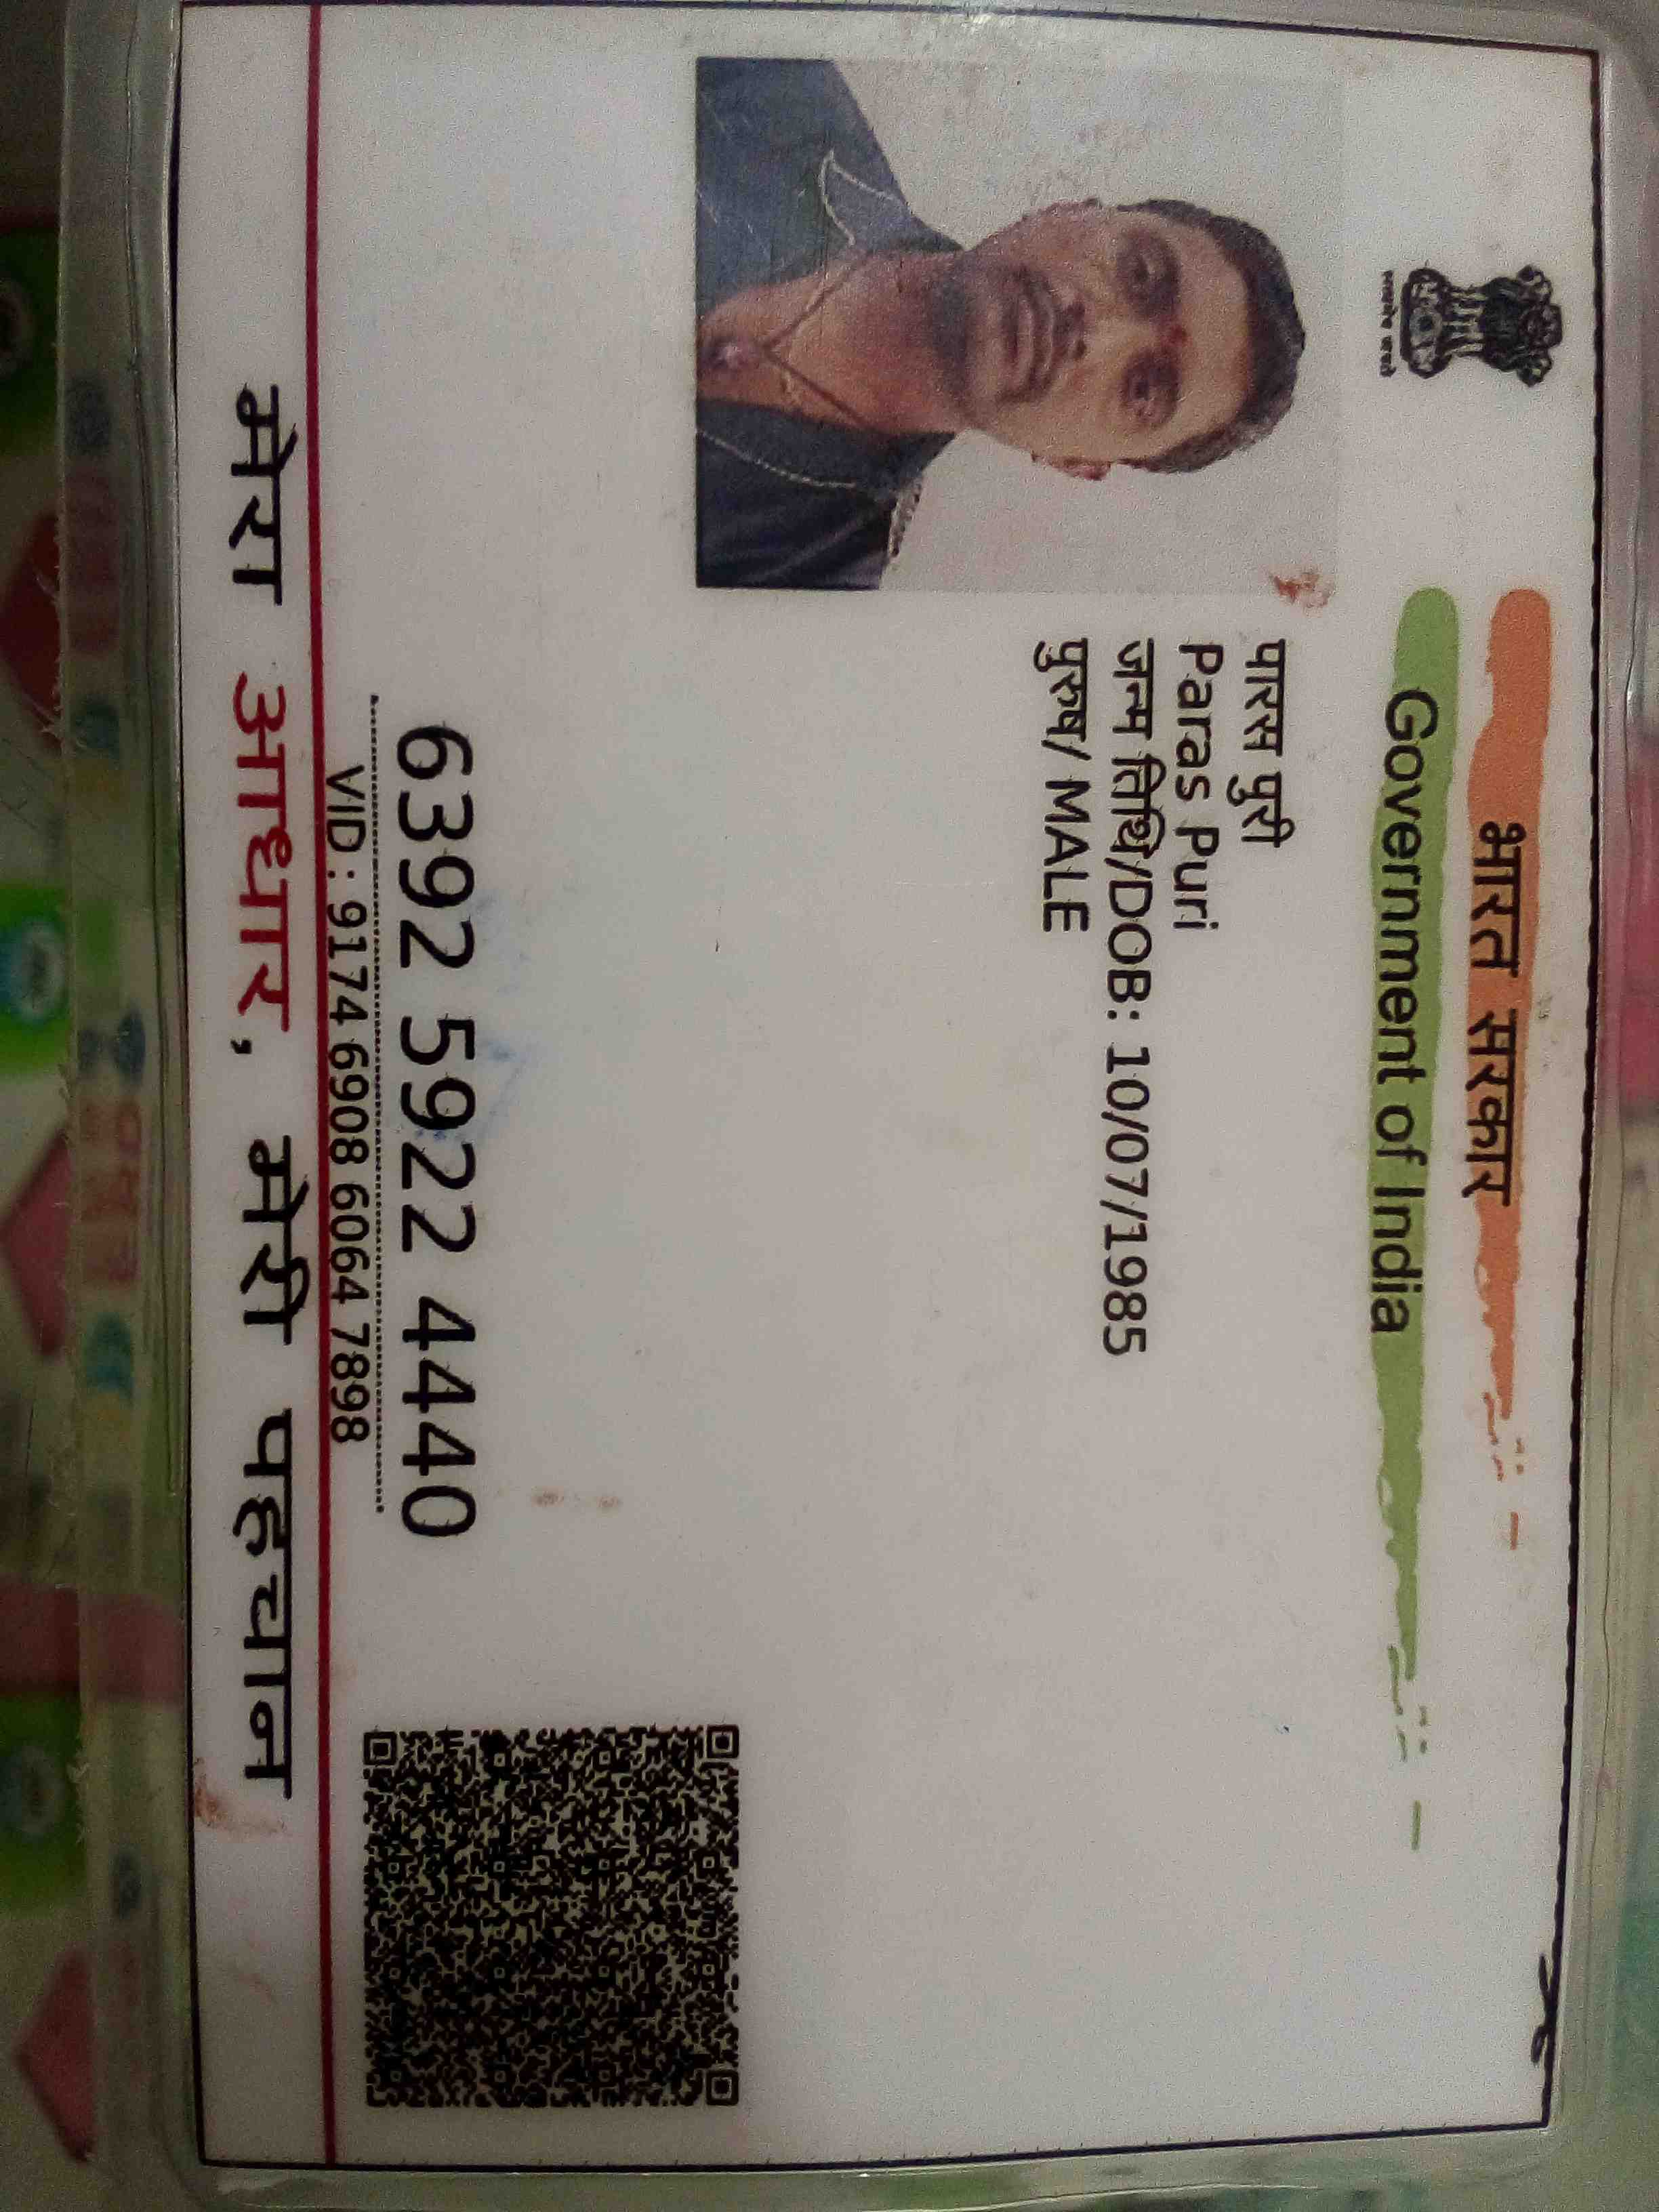 भारत सरकार
Government of India
सत्यमेव जयते
पारस पुरी
Paras Puri
जन्म तिथि/DOB: 10/07/1985
पुरुष/ MALE
6392 5922 4440
VID : 9174 6908 6064 7898
मेरा आधार, मेरी पहचान